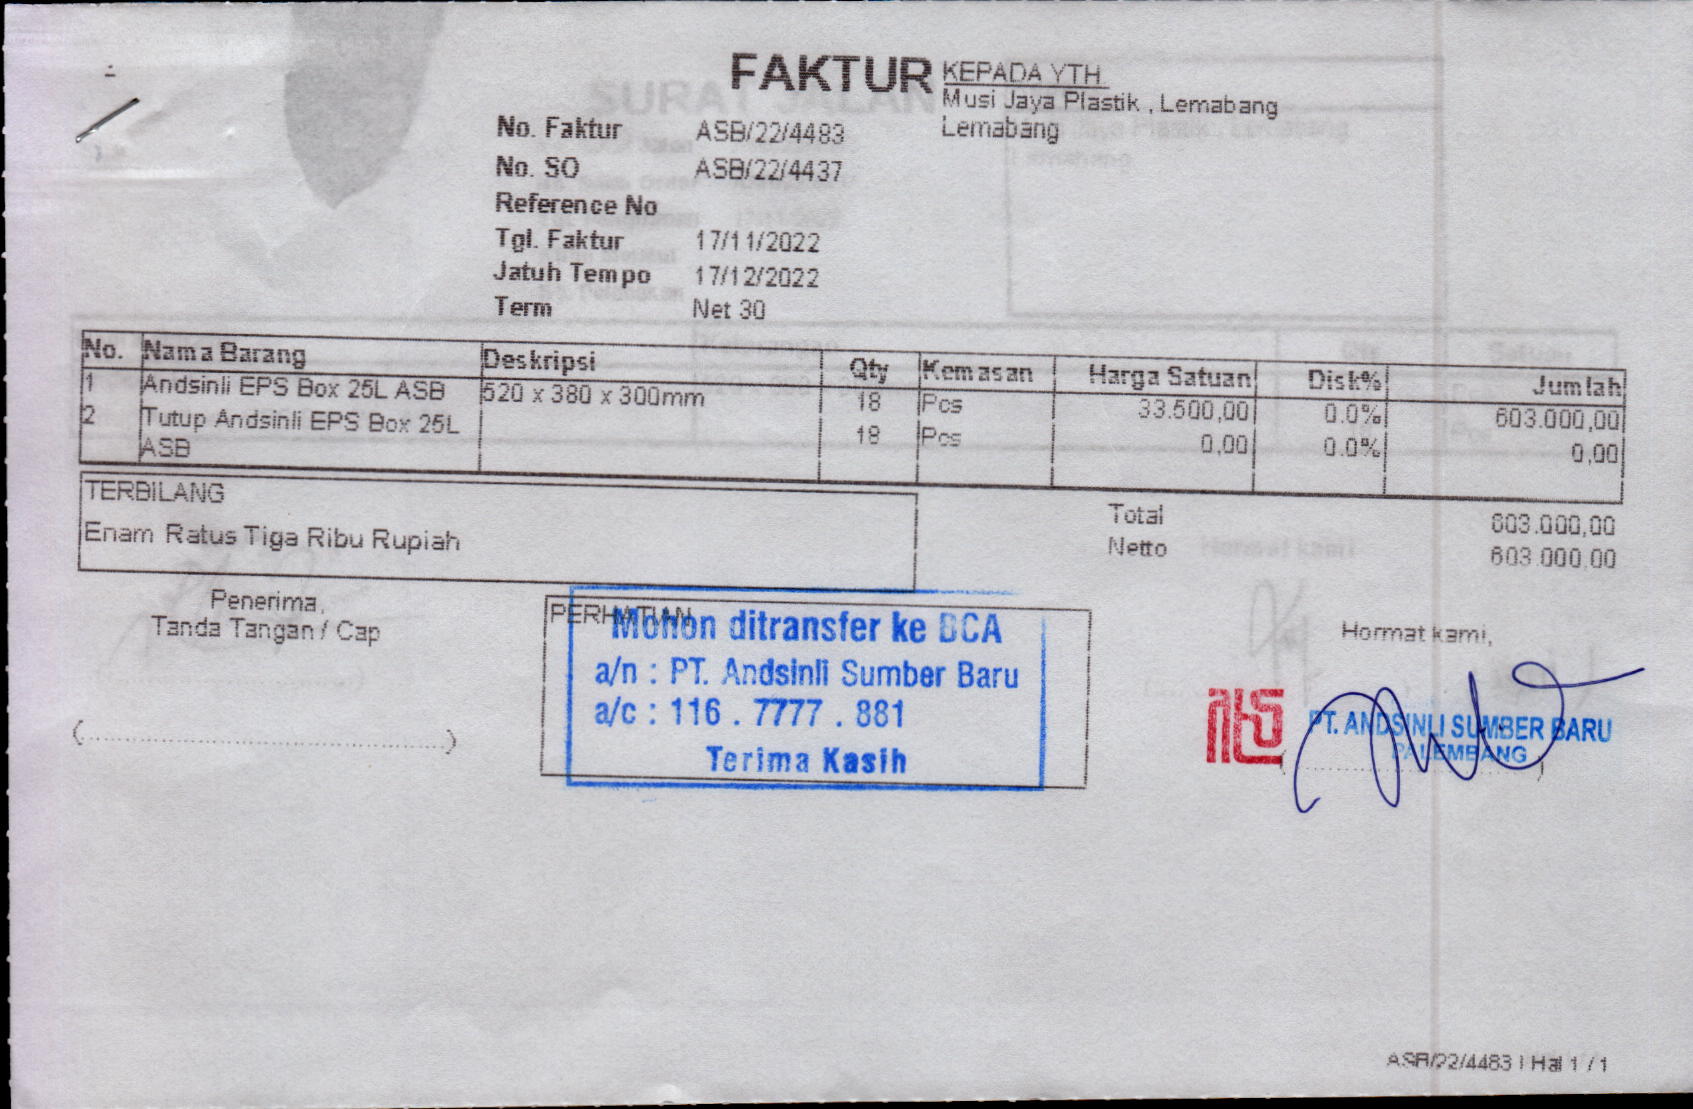 FAKTUR
KEPADA YTH
Musi Jaya Plastik , Lemabang
Lemabang
No. Faktur ASB/22/4483
No. SO ASB/22/4437
Reference No
Tgl. Faktur 17/11/2022
Jatuh Tempo 17/12/2022
Term Net 30
No. Nama Barang Deskripsi Qty Kemasan Harga Satuan Disk% Jumlah
1 Andsinli EPS Box 25L ASB 520 x 380 x 300mm 18 Pcs 33.500,00 0.0% 603.000,00
2 Tutup Andsinli EPS Box 25L 18 Pcs 0,00 0.0% 0,00
ASB
TERBILANG
Enam Ratus Tiga Ribu Rupiah
Total 603.000,00
Netto 603.000,00
Penerima,
Tanda Tangan / Cap
(........................................................)
PERHATIAN
Mohon ditransfer ke BCA
a/n : PT. Andsinli Sumber Baru
a/c : 116 . 7777 . 881
Terima Kasih
Hormat kami,
PT. ANDSINLI SUMBER BARU
PALEMBANG
ASB/22/4483 | Hal 1 / 1